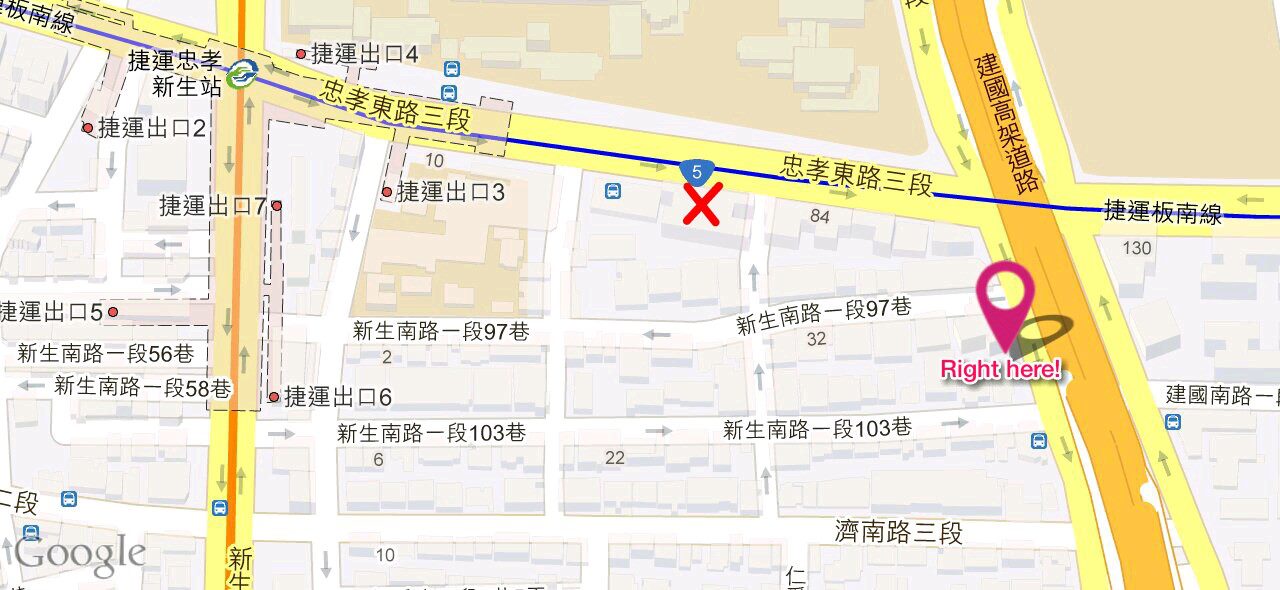 段
運板南線
捷運出口4
捷運忠孝
新生站
忠孝東路三段
建國高架道路
捷運出口2
10
5
忠孝東路三段
捷運出口3
捷運出口7
84
捷運板南線
130
捷運出口5
新生南路一段97巷
新生南路一段97巷
32
新生南路一段56巷
2
Right here!
新生南路一段58巷
捷運出口6
建國南路一段
新生南路一段103巷
新生南路一段103巷
6
22
二段
濟南路三段
Google
10
新生
仁